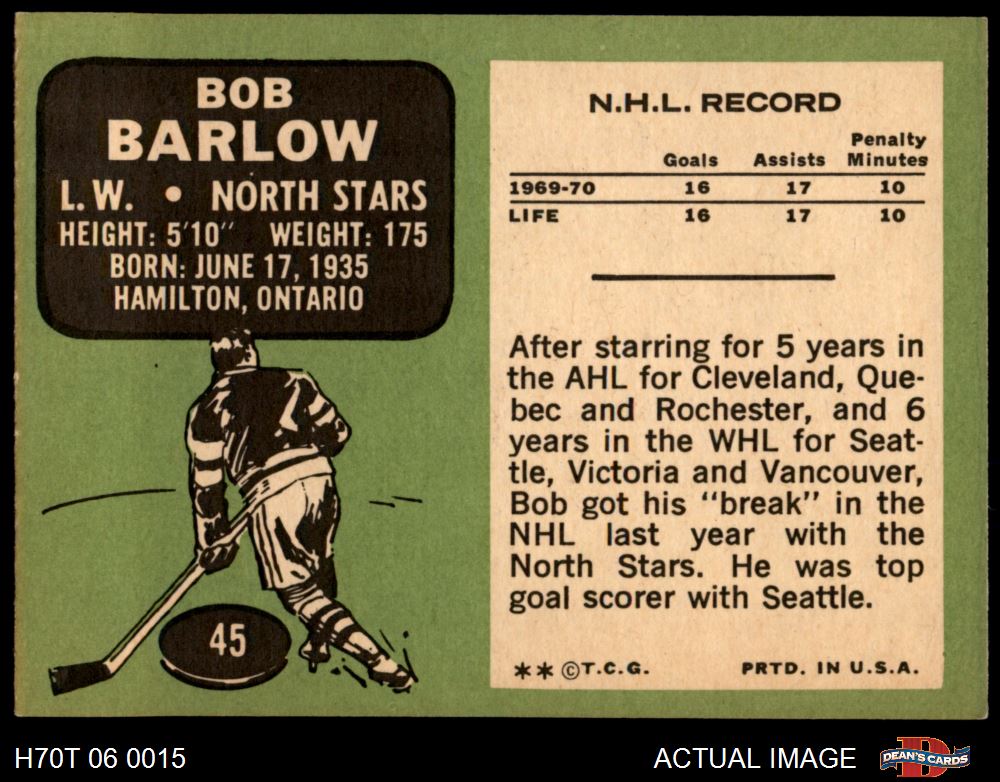 BOB
BARLOW
L.W. • NORTH STARS
HEIGHT: 5'10" WEIGHT: 175
BORN: JUNE 17, 1935
HAMILTON, ONTARIO
45
N.H.L. RECORD
Goals Assists Penalty Minutes
1969-70 16 17 10
LIFE 16 17 10
After starring for 5 years in
the AHL for Cleveland, Que-
bec and Rochester, and 6
years in the WHL for Seat-
tle, Victoria and Vancouver,
Bob got his "break" in the
NHL last year with the
North Stars. He was top
goal scorer with Seattle.
** ©T.C.G. PRTD. IN U.S.A.
H70T 06 0015 ACTUAL IMAGE DEAN'S CARDS